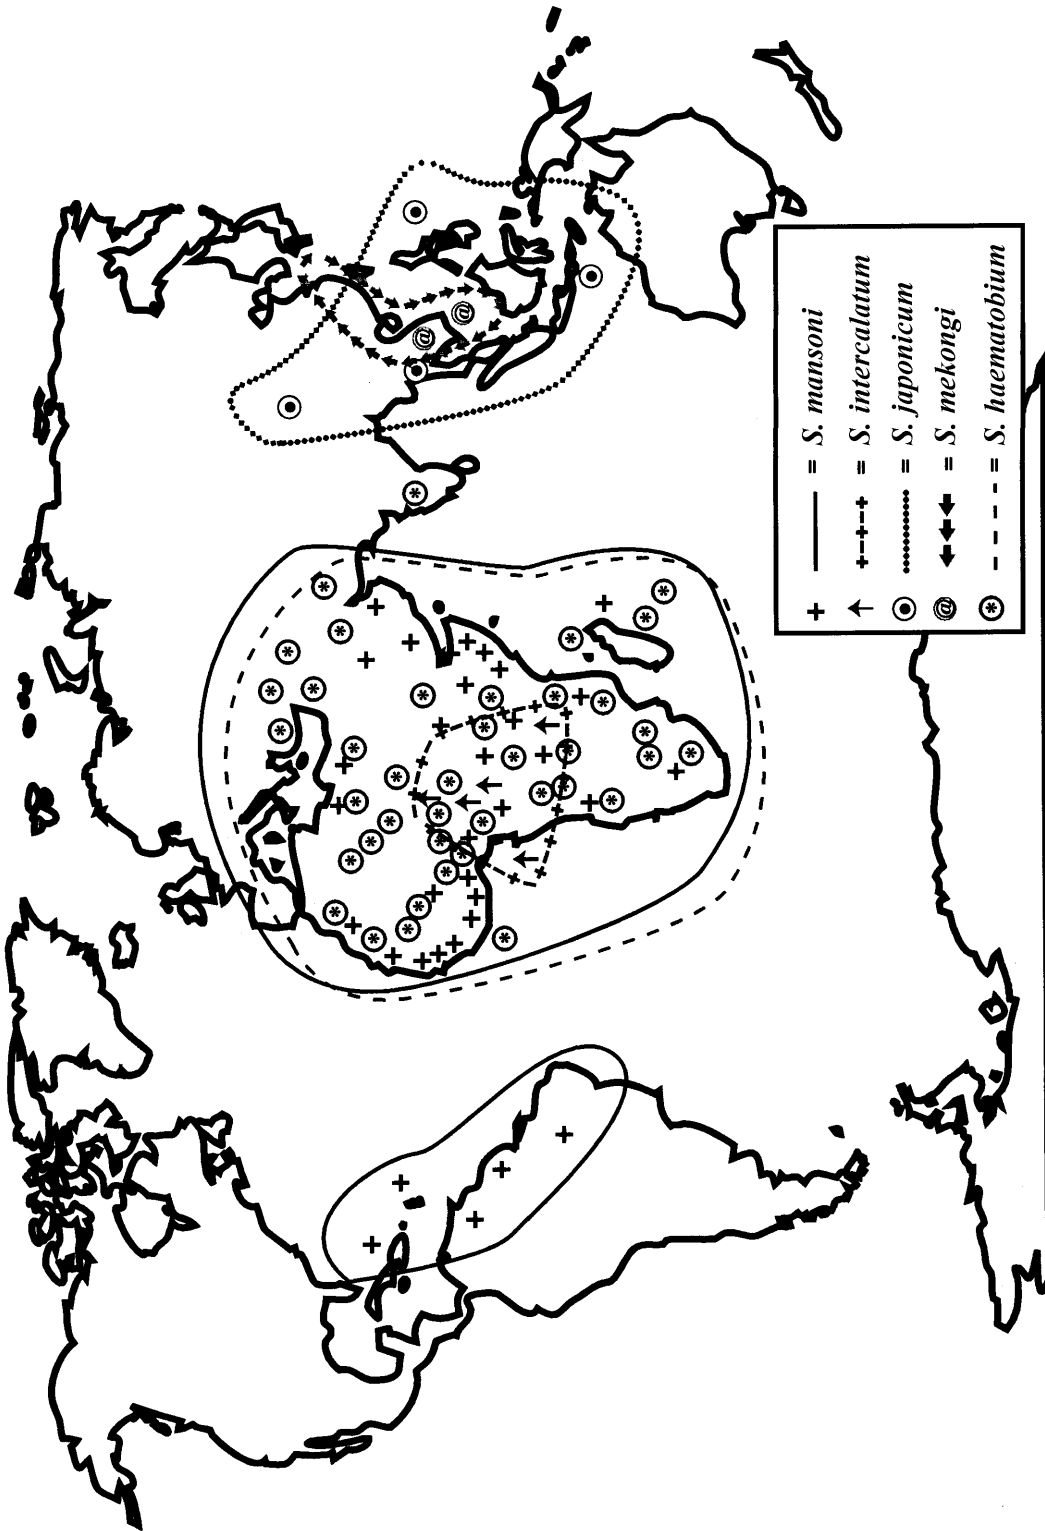 + = S. mansoni
↑ = S. intercalatum
= S. japonicum
@ = S. mekongi
* = S. haematobium